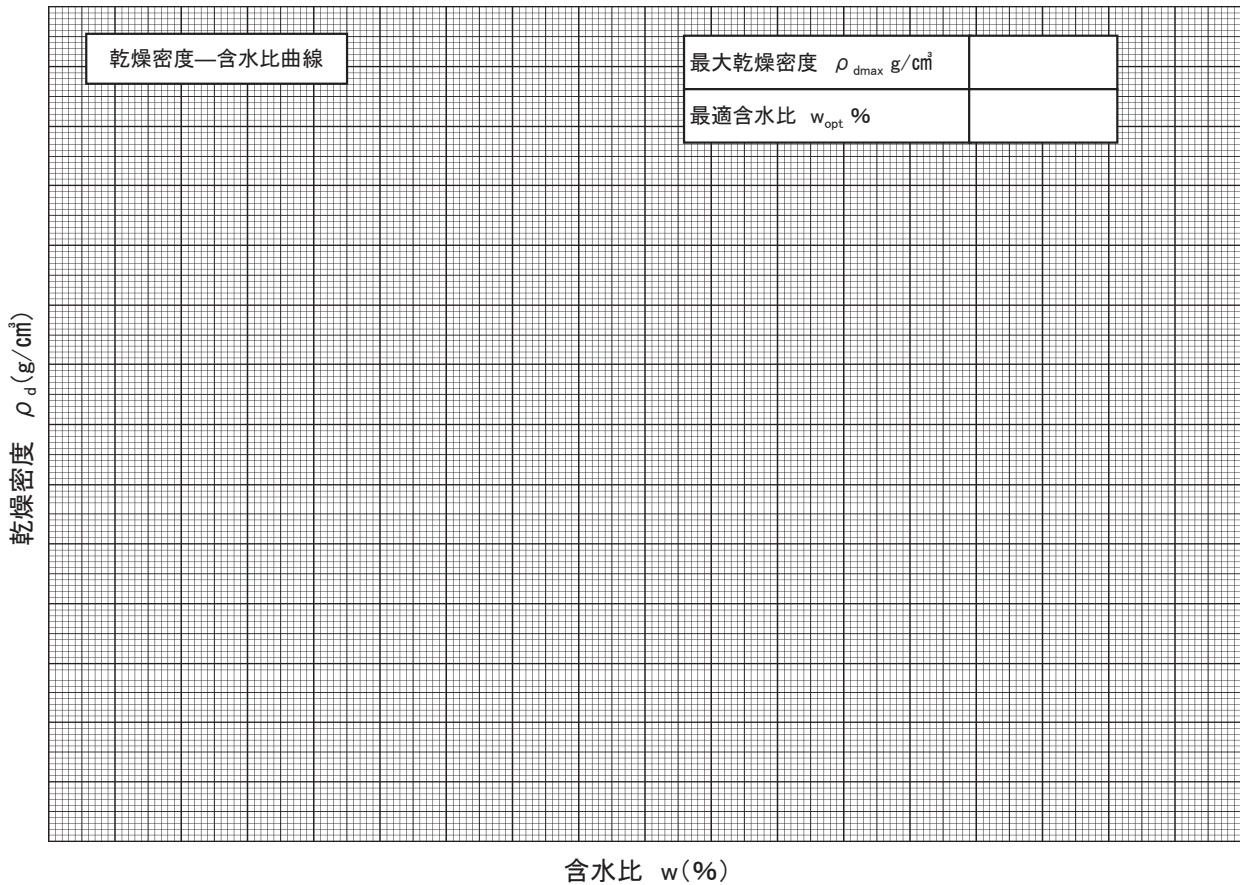 乾燥密度―含水比曲線
最大乾燥密度 ρdmax g/c㎥
最適含水比 wopt %
乾燥密度 ρd(g/c㎥)
含水比 w(%)